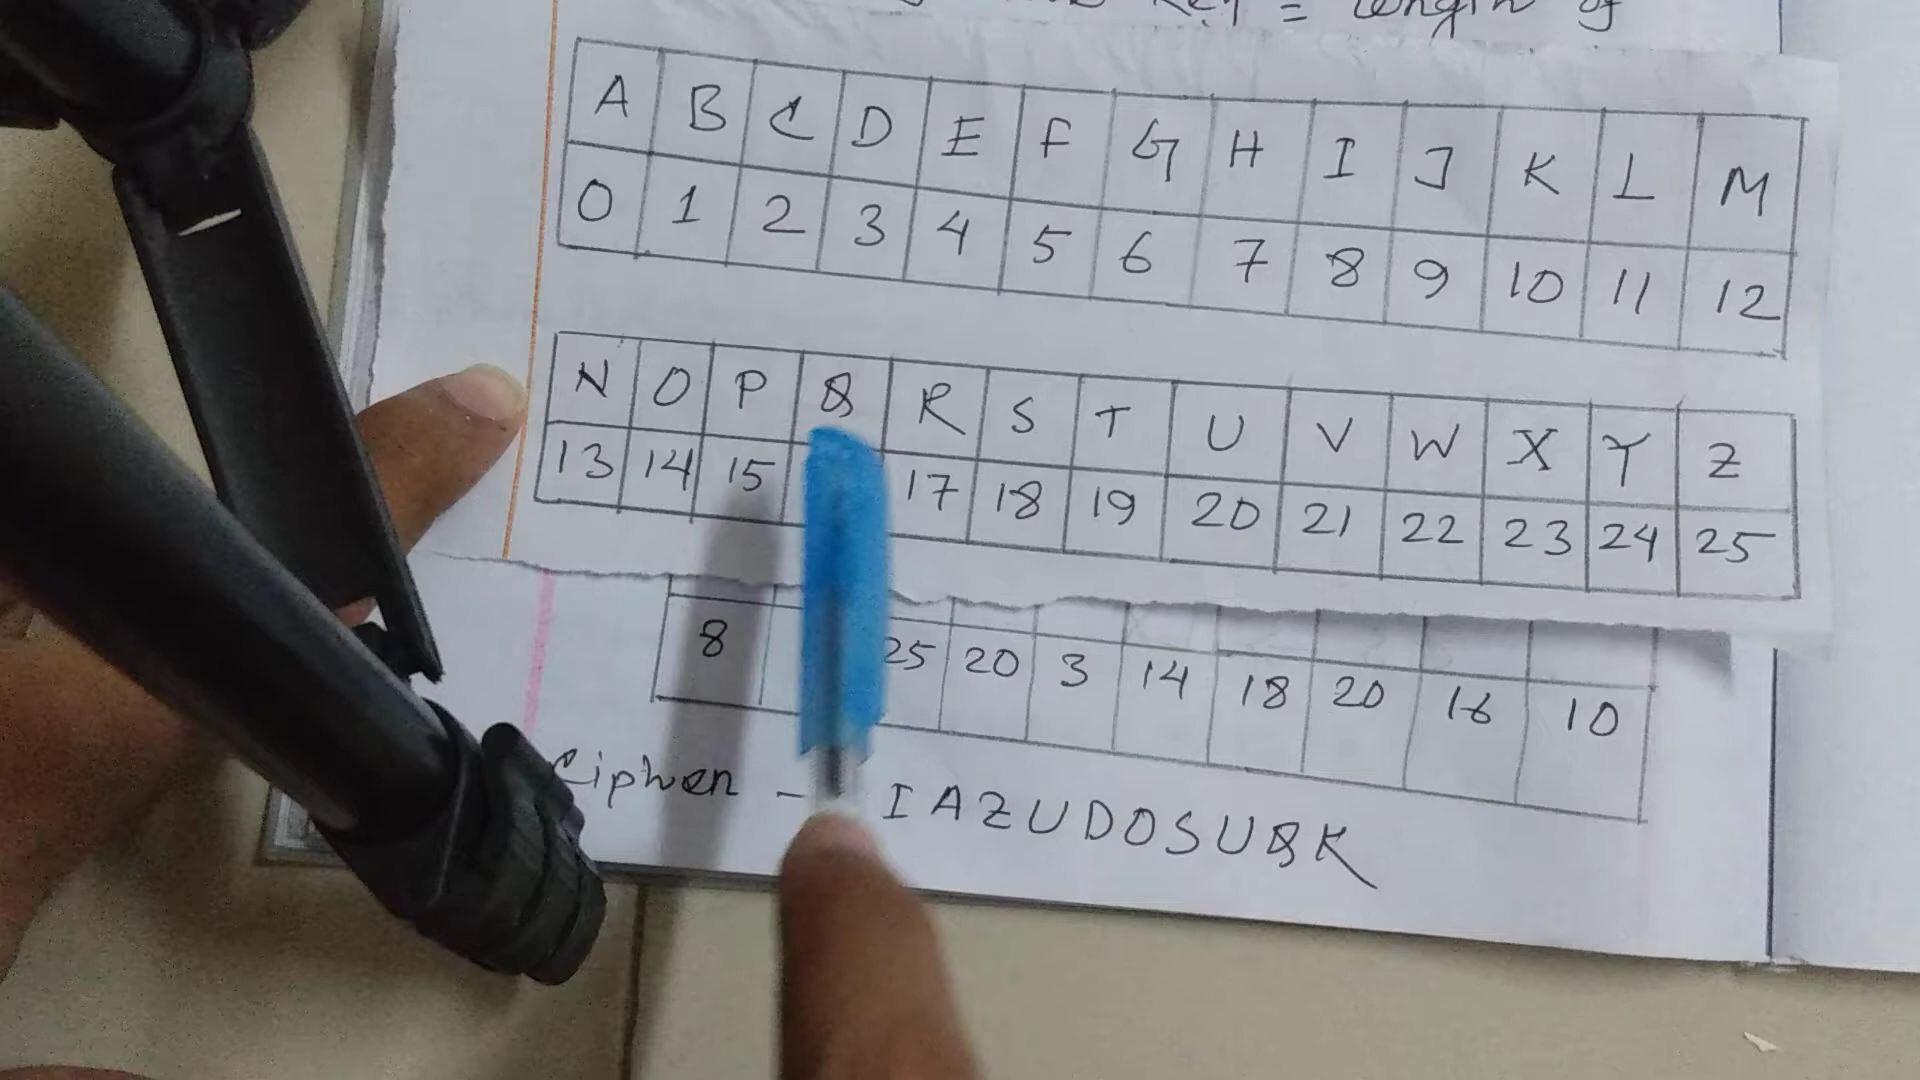 Key = length of
A B C D E F G H I J K L M
0 1 2 3 4 5 6 7 8 9 10 11 12
N O P Q R S T U V W X Y Z
13 14 15 17 18 19 20 21 22 23 24 25
8 25 20 3 14 18 20 16 10
Cipher - IAZUDOSUQK